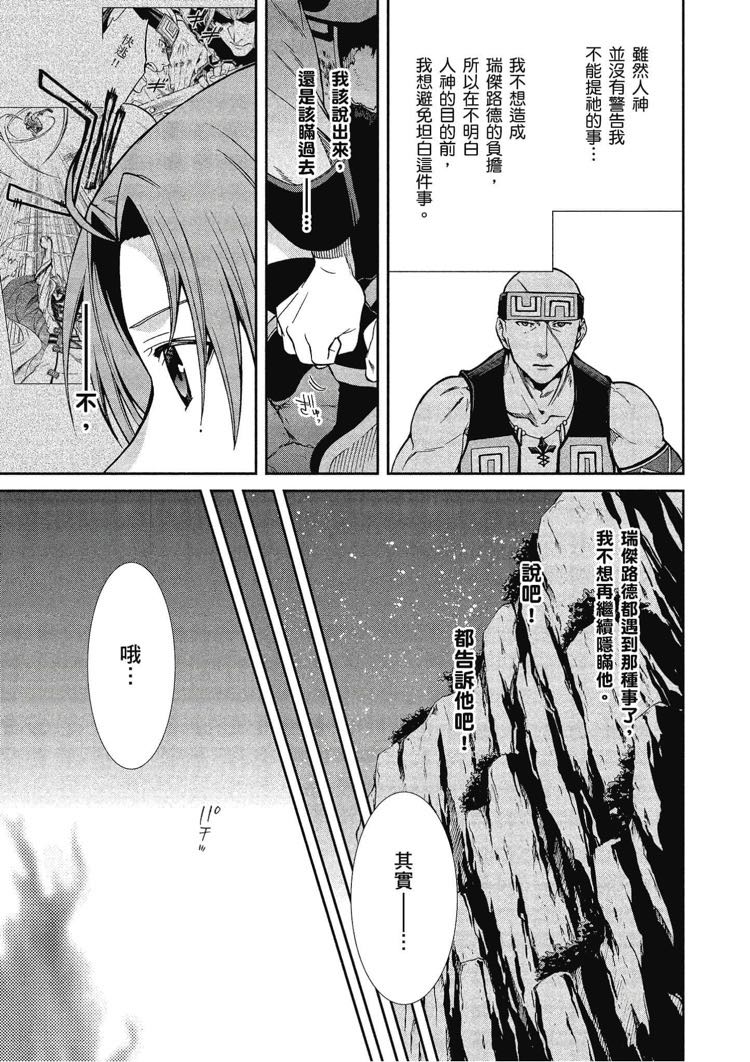 雖然人神
並沒有警告我
不能提祂的事…
我不想造成
瑞傑路德的負擔，
所以在不明白
人神的目的前，
我想避免坦白這件事。
我該說出來，
還是該瞞過去——…
快逃!!
——不，
瑞傑路德都遇到那種事了，
我不想再繼續隱瞞他。
說吧！
都告訴他吧！
其實
——…
哦…